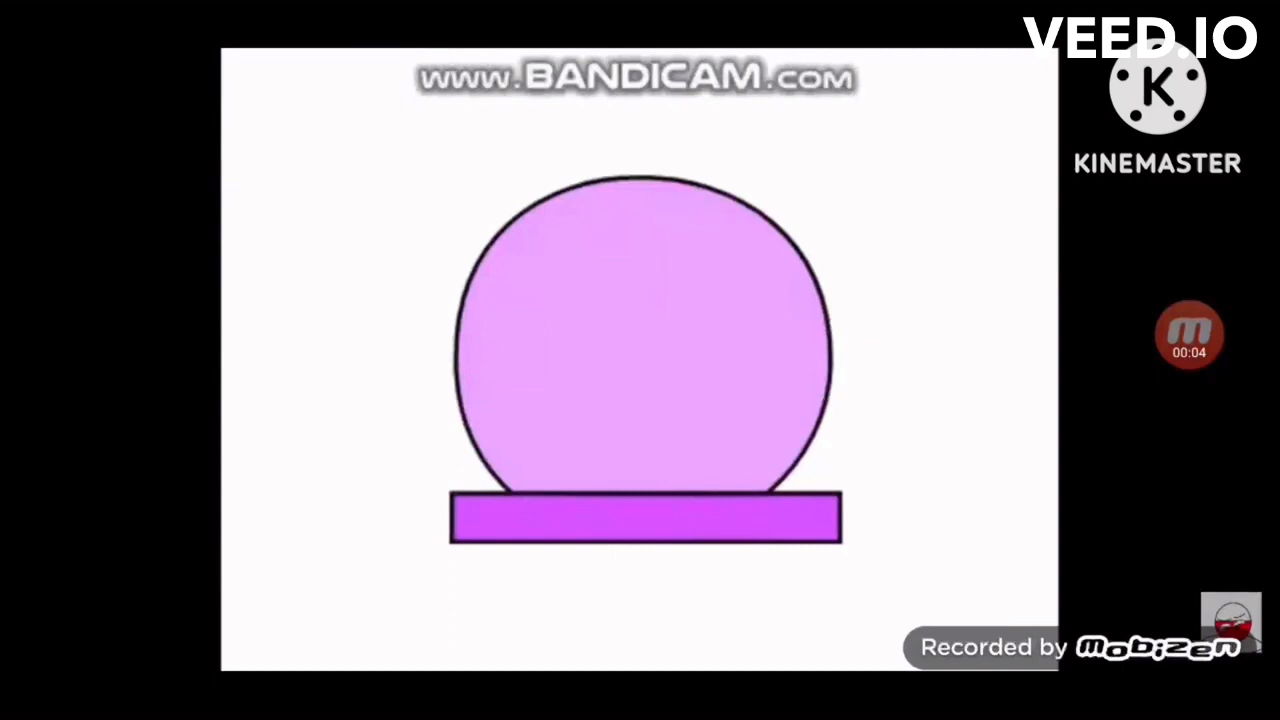 VEED.IO
www.BANDICAM.com
K
KINEMASTER
m
00:04
Recorded by mobizen